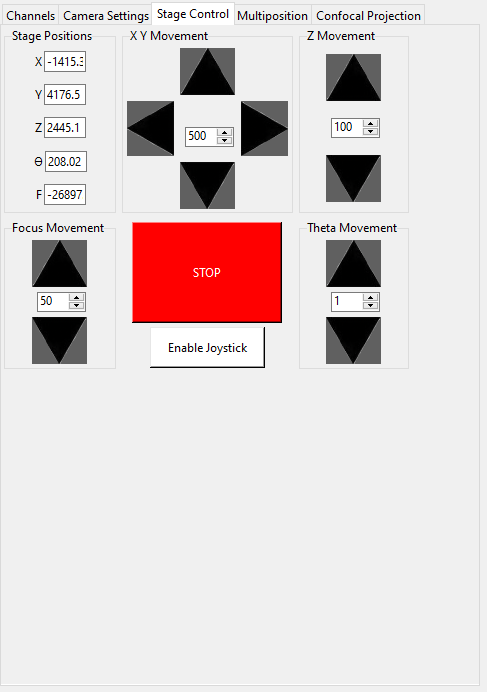 Channels Camera Settings Stage Control Multiposition Confocal Projection
Stage Positions
X -1415.3
Y 4176.5
Z 2445.1
Θ 208.02
F -26897
X Y Movement
500
Z Movement
100
Focus Movement
50
STOP
Enable Joystick
Theta Movement
1